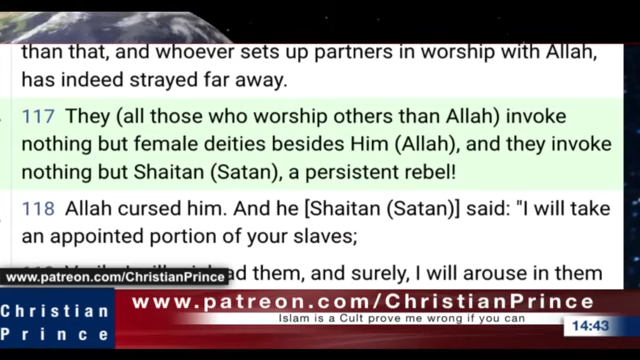 than that, and whoever sets up partners in worship with Allah,
has indeed strayed far away.
117 They (all those who worship others than Allah) invoke
nothing but female deities besides Him (Allah), and they invoke
nothing but Shaitan (Satan), a persistent rebel!
118 Allah cursed him. And he [Shaitan (Satan)] said: "I will take
an appointed portion of your slaves;
them, and surely, I will arouse in them
www.patreon.com/ChristianPrince
www.patreon.com/ChristianPrince
Christian
Prince
Islam is a Cult prove me wrong if you can
14:43